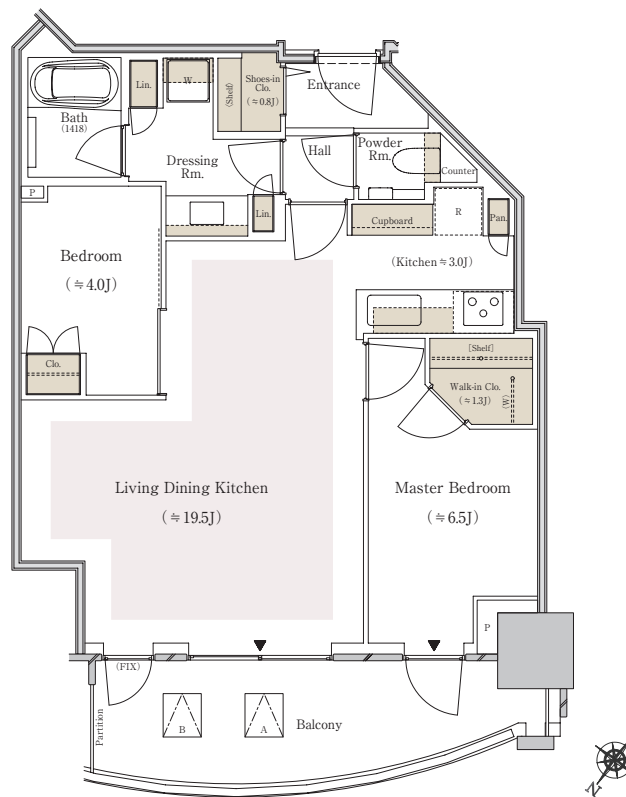 Entrance
Shoes-in
Clo.
(≒0.8J)
(Shelf)
W
Lin.
Bath
(1418)
Dressing
Rm.
Hall
Powder
Rm.
Counter
P
Lin.
Cupboard
R
Pan.
Bedroom
(≒4.0J)
(Kitchen≒3.0J)
Clo.
[Shelf]
Walk-in Clo.
(≒1.3J)
(W)
Living Dining Kitchen
(≒19.5J)
Master Bedroom
(≒6.5J)
P
(FIX)
Partition
B
A
Balcony
N